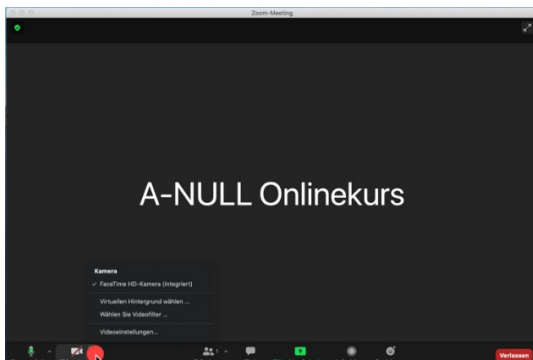 Zoom-Meeting
A-NULL Onlinekurs
Kamera
✓ FaceTime HD-Kamera (Integriert)
Virtuellen Hintergrund wählen ...
Wählen Sie Videofilter ...
Videoeinstellungen...
Verlassen